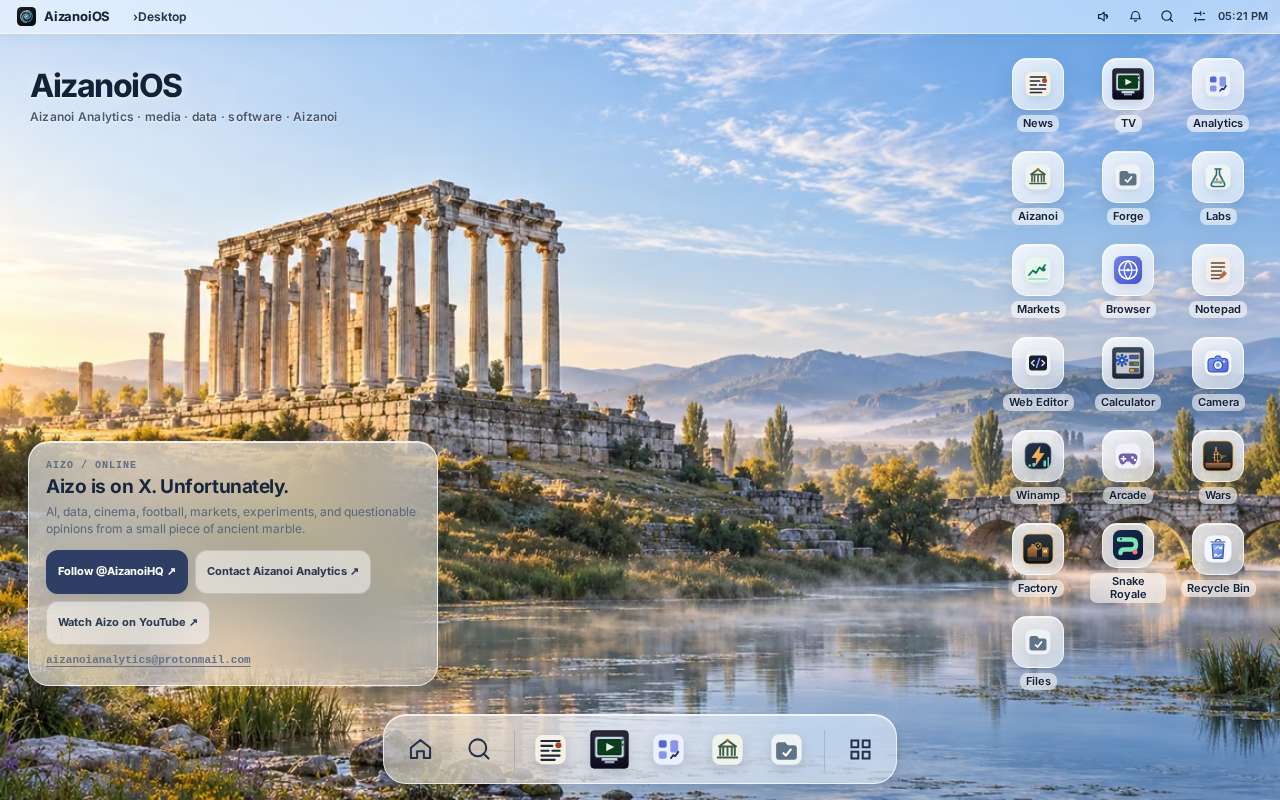 AizanoiOS
›Desktop
05:21 PM
AizanoiOS
Aizanoi Analytics · media · data · software · Aizanoi
News
TV
Analytics
Aizanoi
Forge
Labs
Markets
Browser
Notepad
Web Editor
Calculator
Camera
Winamp
Arcade
Wars
Factory
Snake
Royale
Recycle Bin
Files
AIZO / ONLINE
Aizo is on X. Unfortunately.
AI, data, cinema, football, markets, experiments, and questionable
opinions from a small piece of ancient marble.
Follow @AizanoiHQ ↗
Contact Aizanoi Analytics ↗
Watch Aizo on YouTube ↗
aizanoianalytics@protonmail.com